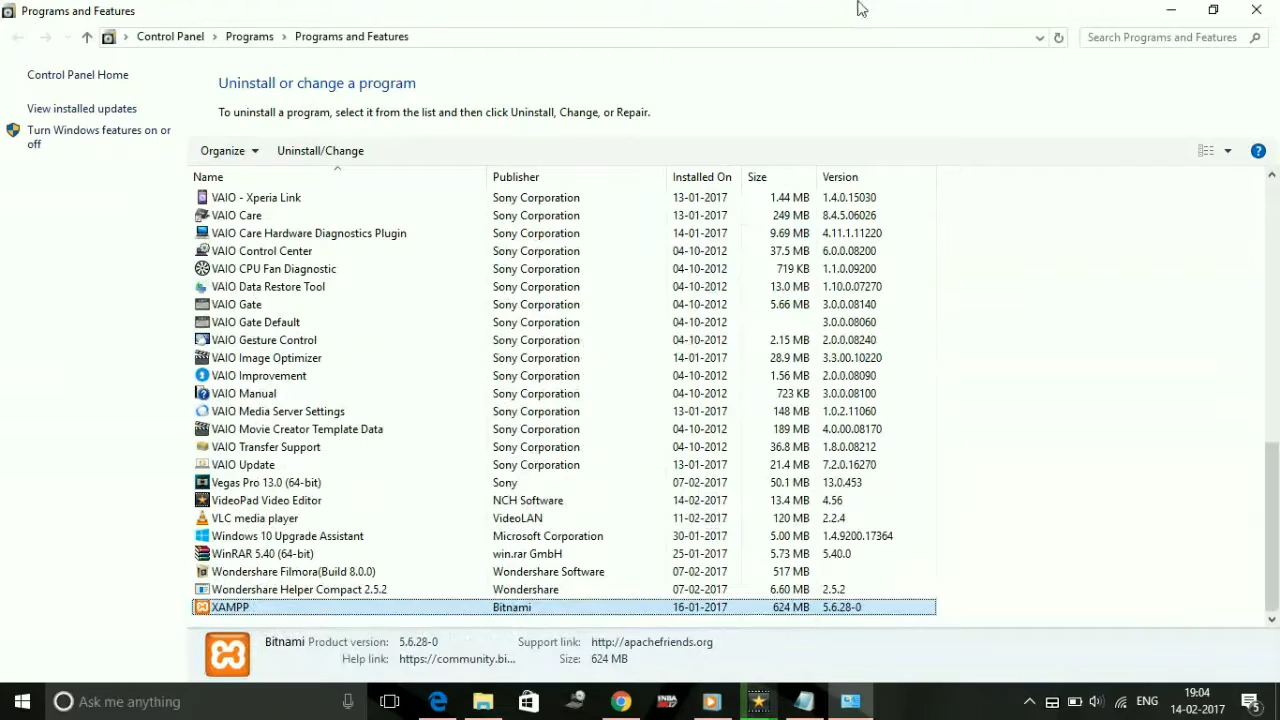 Programs and Features
Control Panel > Programs > Programs and Features
Search Programs and Features
Control Panel Home
View installed updates
Turn Windows features on or off
Uninstall or change a program
To uninstall a program, select it from the list and then click Uninstall, Change, or Repair.
Organize Uninstall/Change
Name Publisher Installed On Size Version
VAIO - Xperia Link Sony Corporation 13-01-2017 1.44 MB 1.4.0.15030
VAIO Care Sony Corporation 13-01-2017 249 MB 8.4.5.06026
VAIO Care Hardware Diagnostics Plugin Sony Corporation 14-01-2017 9.69 MB 4.11.1.11220
VAIO Control Center Sony Corporation 04-10-2012 37.5 MB 6.0.0.08200
VAIO CPU Fan Diagnostic Sony Corporation 04-10-2012 719 KB 1.1.0.09200
VAIO Data Restore Tool Sony Corporation 04-10-2012 13.0 MB 1.10.0.07270
VAIO Gate Sony Corporation 04-10-2012 5.66 MB 3.0.0.08140
VAIO Gate Default Sony Corporation 04-10-2012 3.0.0.08060
VAIO Gesture Control Sony Corporation 04-10-2012 2.15 MB 2.0.0.08240
VAIO Image Optimizer Sony Corporation 14-01-2017 28.9 MB 3.3.00.10220
VAIO Improvement Sony Corporation 04-10-2012 1.56 MB 2.0.0.08090
VAIO Manual Sony Corporation 04-10-2012 723 KB 3.0.0.08100
VAIO Media Server Settings Sony Corporation 13-01-2017 148 MB 1.0.2.11060
VAIO Movie Creator Template Data Sony Corporation 04-10-2012 189 MB 4.0.00.08170
VAIO Transfer Support Sony Corporation 04-10-2012 36.8 MB 1.8.0.08212
VAIO Update Sony Corporation 13-01-2017 21.4 MB 7.2.0.16270
Vegas Pro 13.0 (64-bit) Sony 07-02-2017 50.1 MB 13.0.453
VideoPad Video Editor NCH Software 14-02-2017 13.4 MB 4.56
VLC media player VideoLAN 11-02-2017 120 MB 2.2.4
Windows 10 Upgrade Assistant Microsoft Corporation 30-01-2017 5.00 MB 1.4.9200.17364
WinRAR 5.40 (64-bit) win.rar GmbH 25-01-2017 5.73 MB 5.40.0
Wondershare Filmora(Build 8.0.0) Wondershare Software 07-02-2017 517 MB
Wondershare Helper Compact 2.5.2 Wondershare 07-02-2017 6.60 MB 2.5.2
XAMPP Bitnami 16-01-2017 624 MB 5.6.28-0
Bitnami Product version: 5.6.28-0 Support link: http://apachefriends.org
Help link: https://community.bi... Size: 624 MB
Ask me anything
ENG
19:04
14-02-2017
5